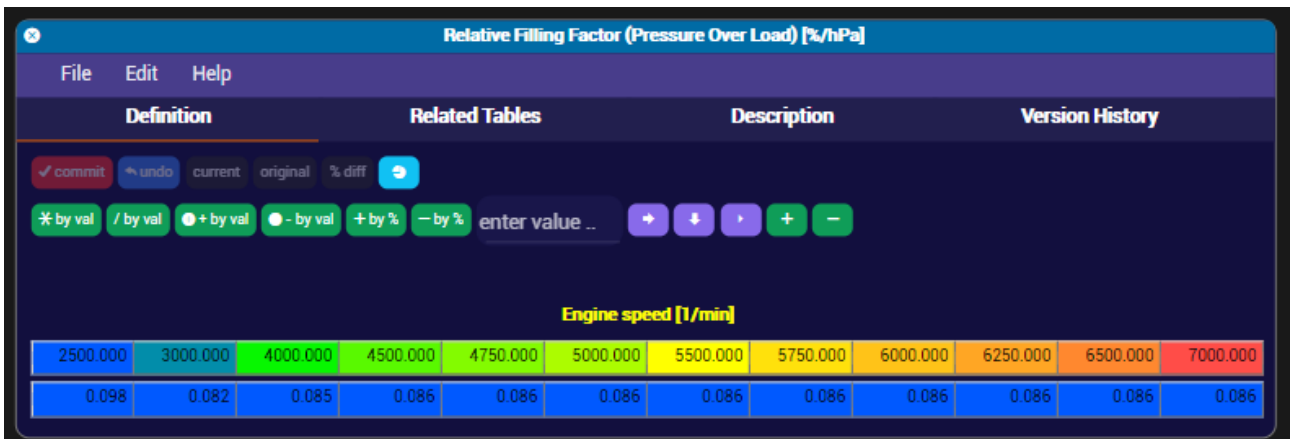 Relative Filling Factor (Pressure Over Load) [%/hPa]
File Edit Help
Definition Related Tables Description Version History
commit undo current original % diff
by val / by val + by val - by val + by % - by % enter value ..
Engine speed [1/min]
2500.000 3000.000 4000.000 4500.000 4750.000 5000.000 5500.000 5750.000 6000.000 6250.000 6500.000 7000.000
0.098 0.082 0.085 0.086 0.086 0.086 0.086 0.086 0.086 0.086 0.086 0.086